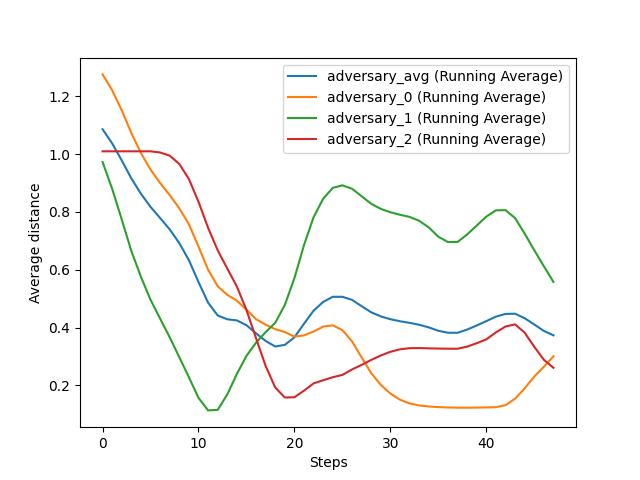 adversary_avg (Running Average)
adversary_0 (Running Average)
adversary_1 (Running Average)
adversary_2 (Running Average)
1.2
1.0
0.8
0.6
0.4
0.2
Average distance
0 10 20 30 40
Steps